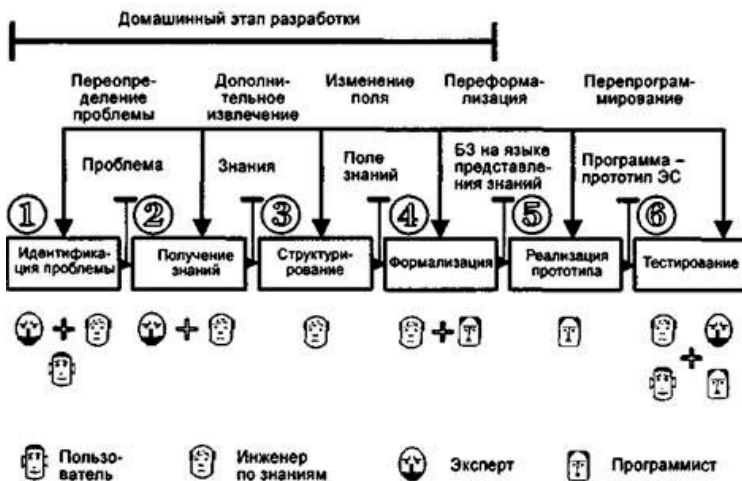 Домашинный этап разработки
Переопре-
деление
проблемы
Дополни-
тельное
извлечение
Изменение
поля
Переформа-
лизация
Перепрограм-
мирование
Проблема
Знания
Поле
знаний
БЗ на языке
представле-
ния знаний
Программа –
прототип ЭС
1
2
3
4
5
6
Идентифика-
ция проблемы
Получение
знаний
Структури-
рование
Формализация
Реализация
прототипа
Тестирование
Пользо-
ватель
Инженер
по знаниям
Эксперт
Программист